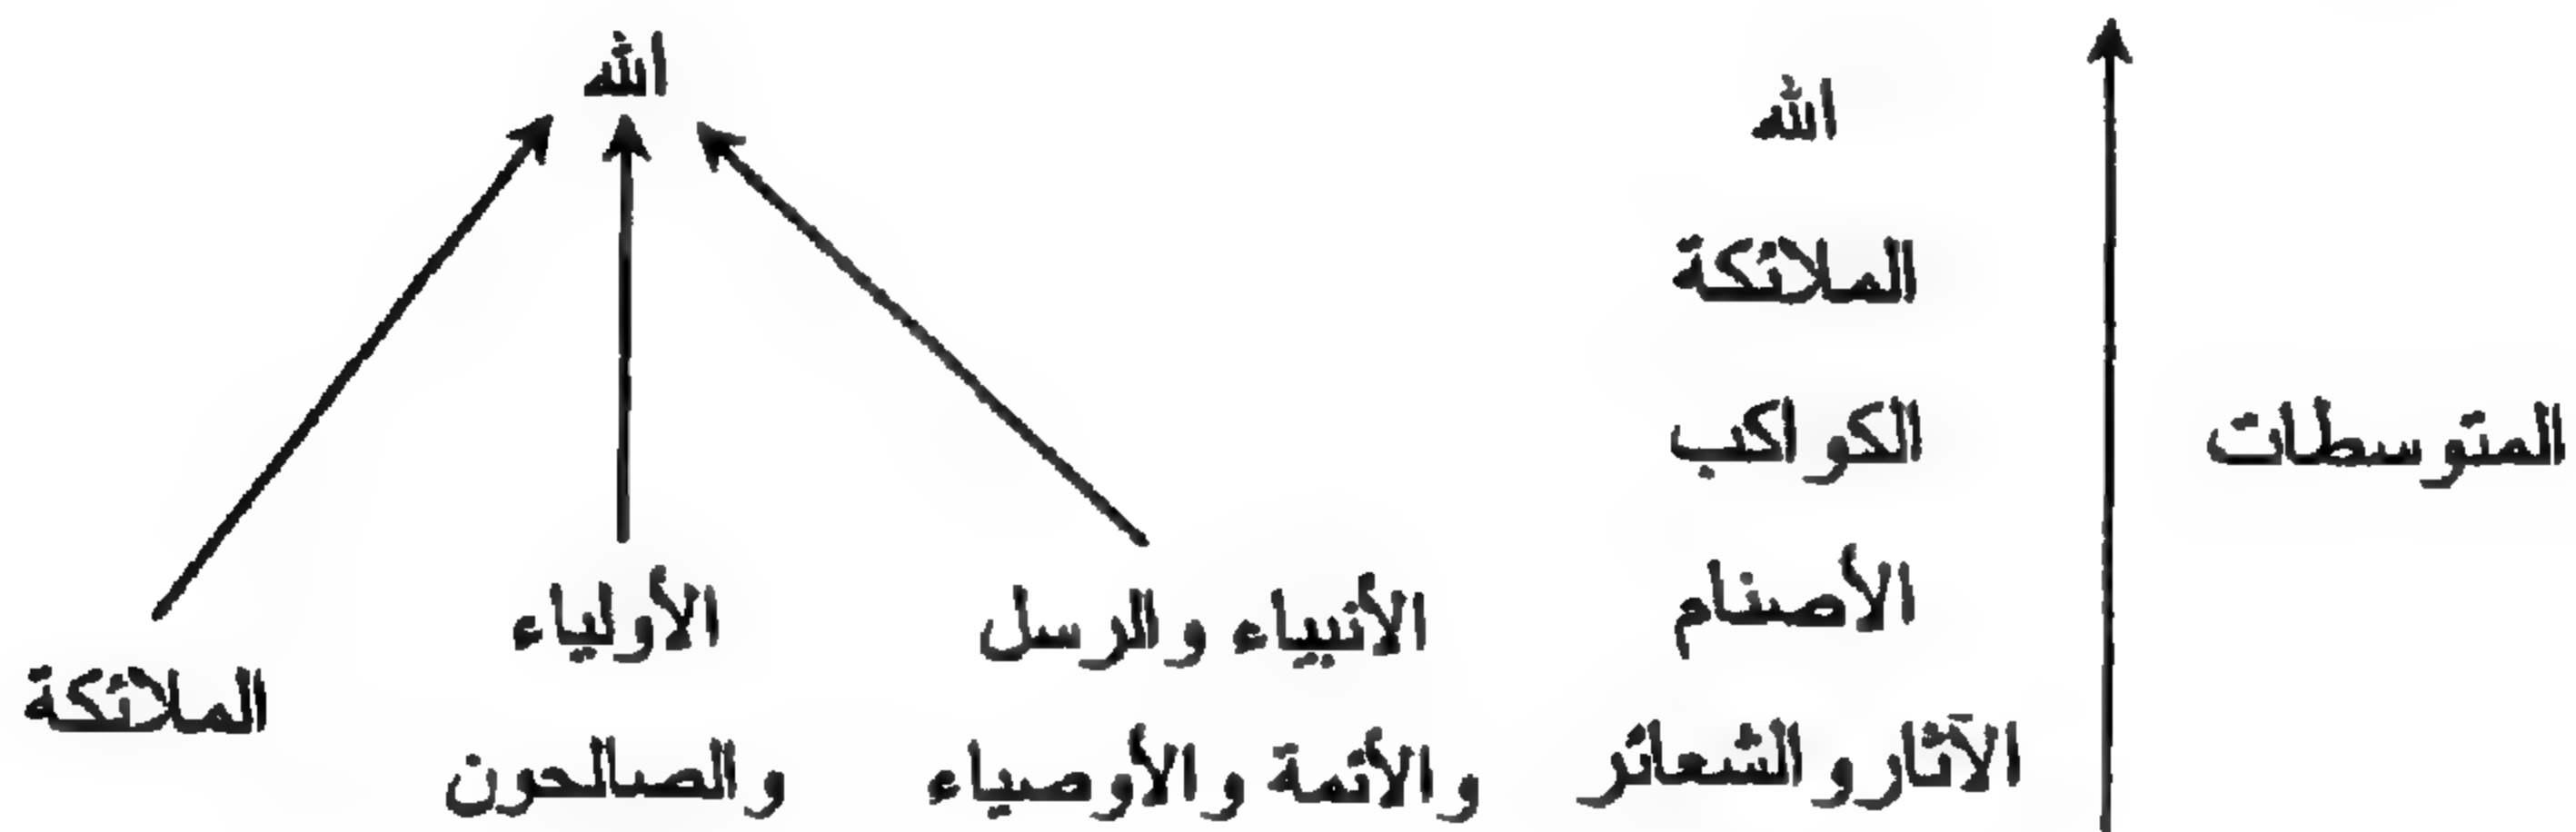 المتوسطات
الله
الملائكة
الكواكب
الأصنام
الآثار والشعائر
الله
الأنبياء والرسل
والأئمة والأوصياء
الأولياء
والصالحون
الملائكة